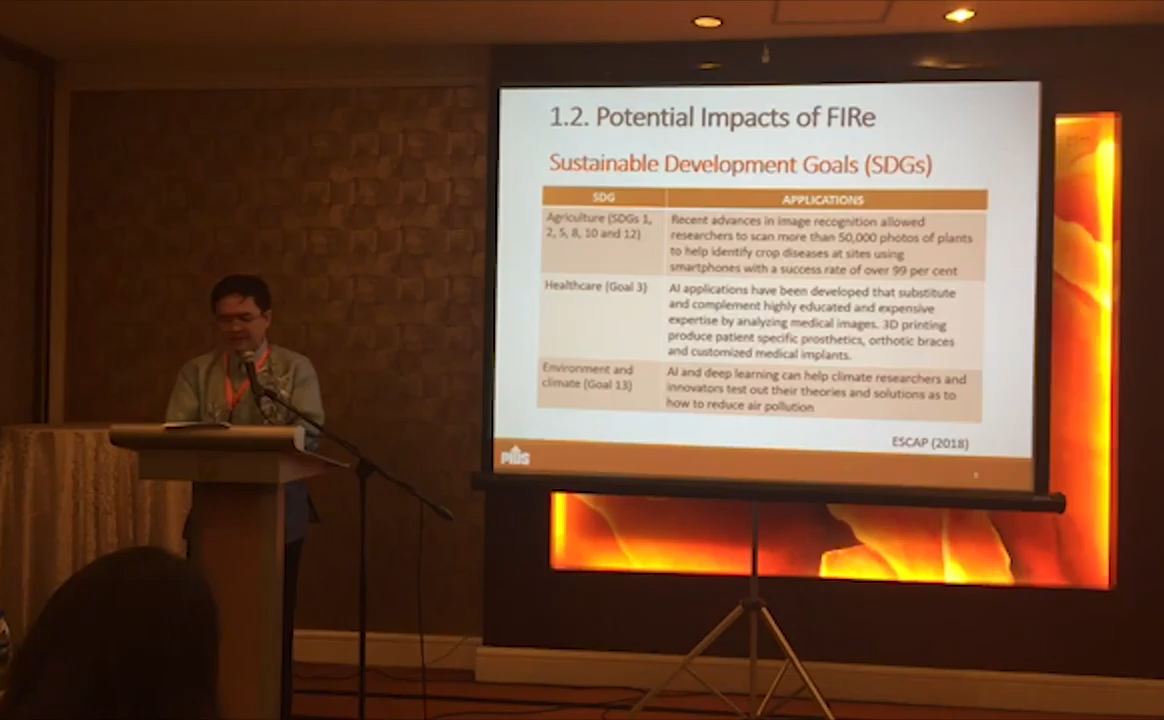 1.2. Potential Impacts of FIRe
Sustainable Development Goals (SDGs)
SDG
APPLICATIONS
Agriculture (SDGs 1,
2, 5, 8, 10 and 12)
Recent advances in image recognition allowed
researchers to scan more than 50,000 photos of plants
to help identify crop diseases at sites using
smartphones with a success rate of over 99 per cent
Healthcare (Goal 3)
AI applications have been developed that substitute
and complement highly educated and expensive
expertise by analyzing medical images. 3D printing
produce patient specific prosthetics, orthotic braces
and customized medical implants.
Environment and
climate (Goal 13)
AI and deep learning can help climate researchers and
innovators test out their theories and solutions as to
how to reduce air pollution
ESCAP (2018)
PIDS